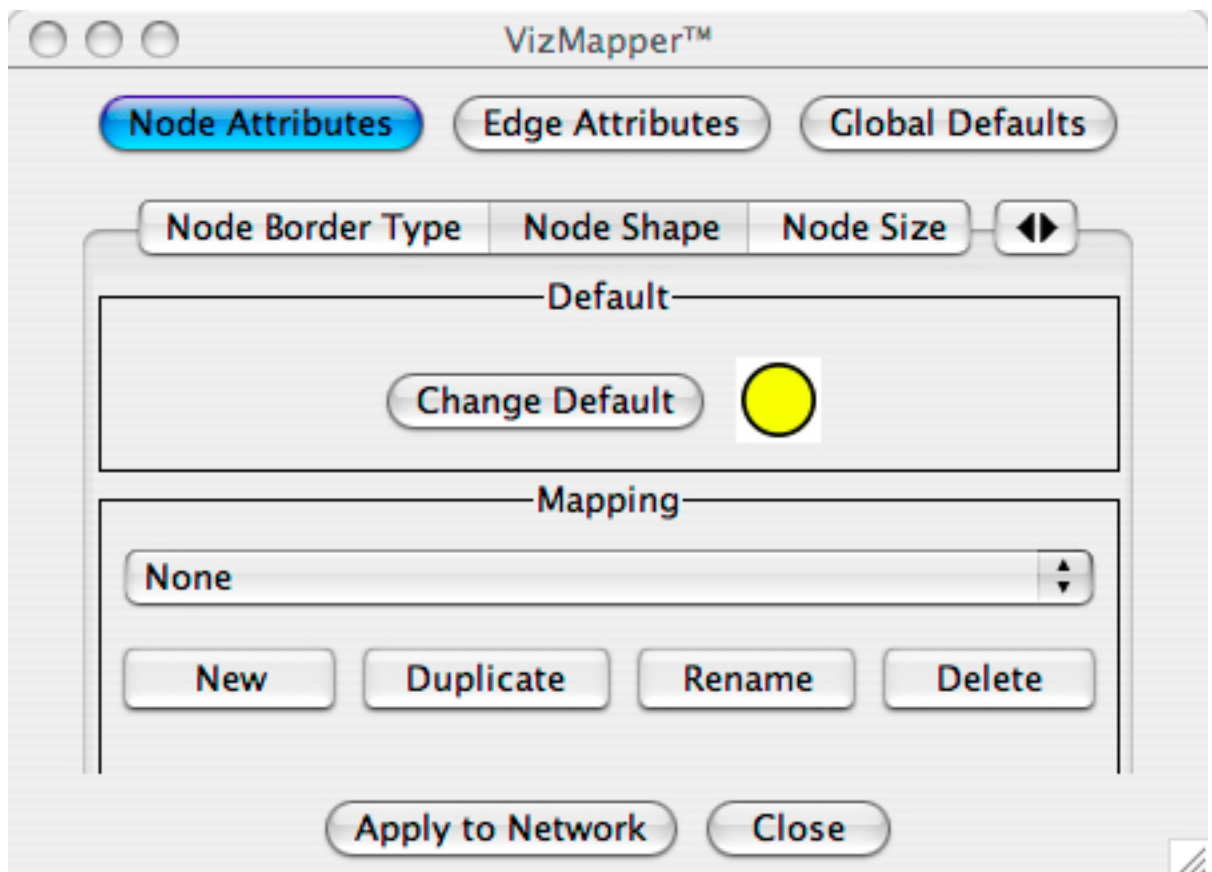 VizMapper™
Node Attributes Edge Attributes Global Defaults
Node Border Type Node Shape Node Size
Default
Change Default
Mapping
None
New Duplicate Rename Delete
Apply to Network Close